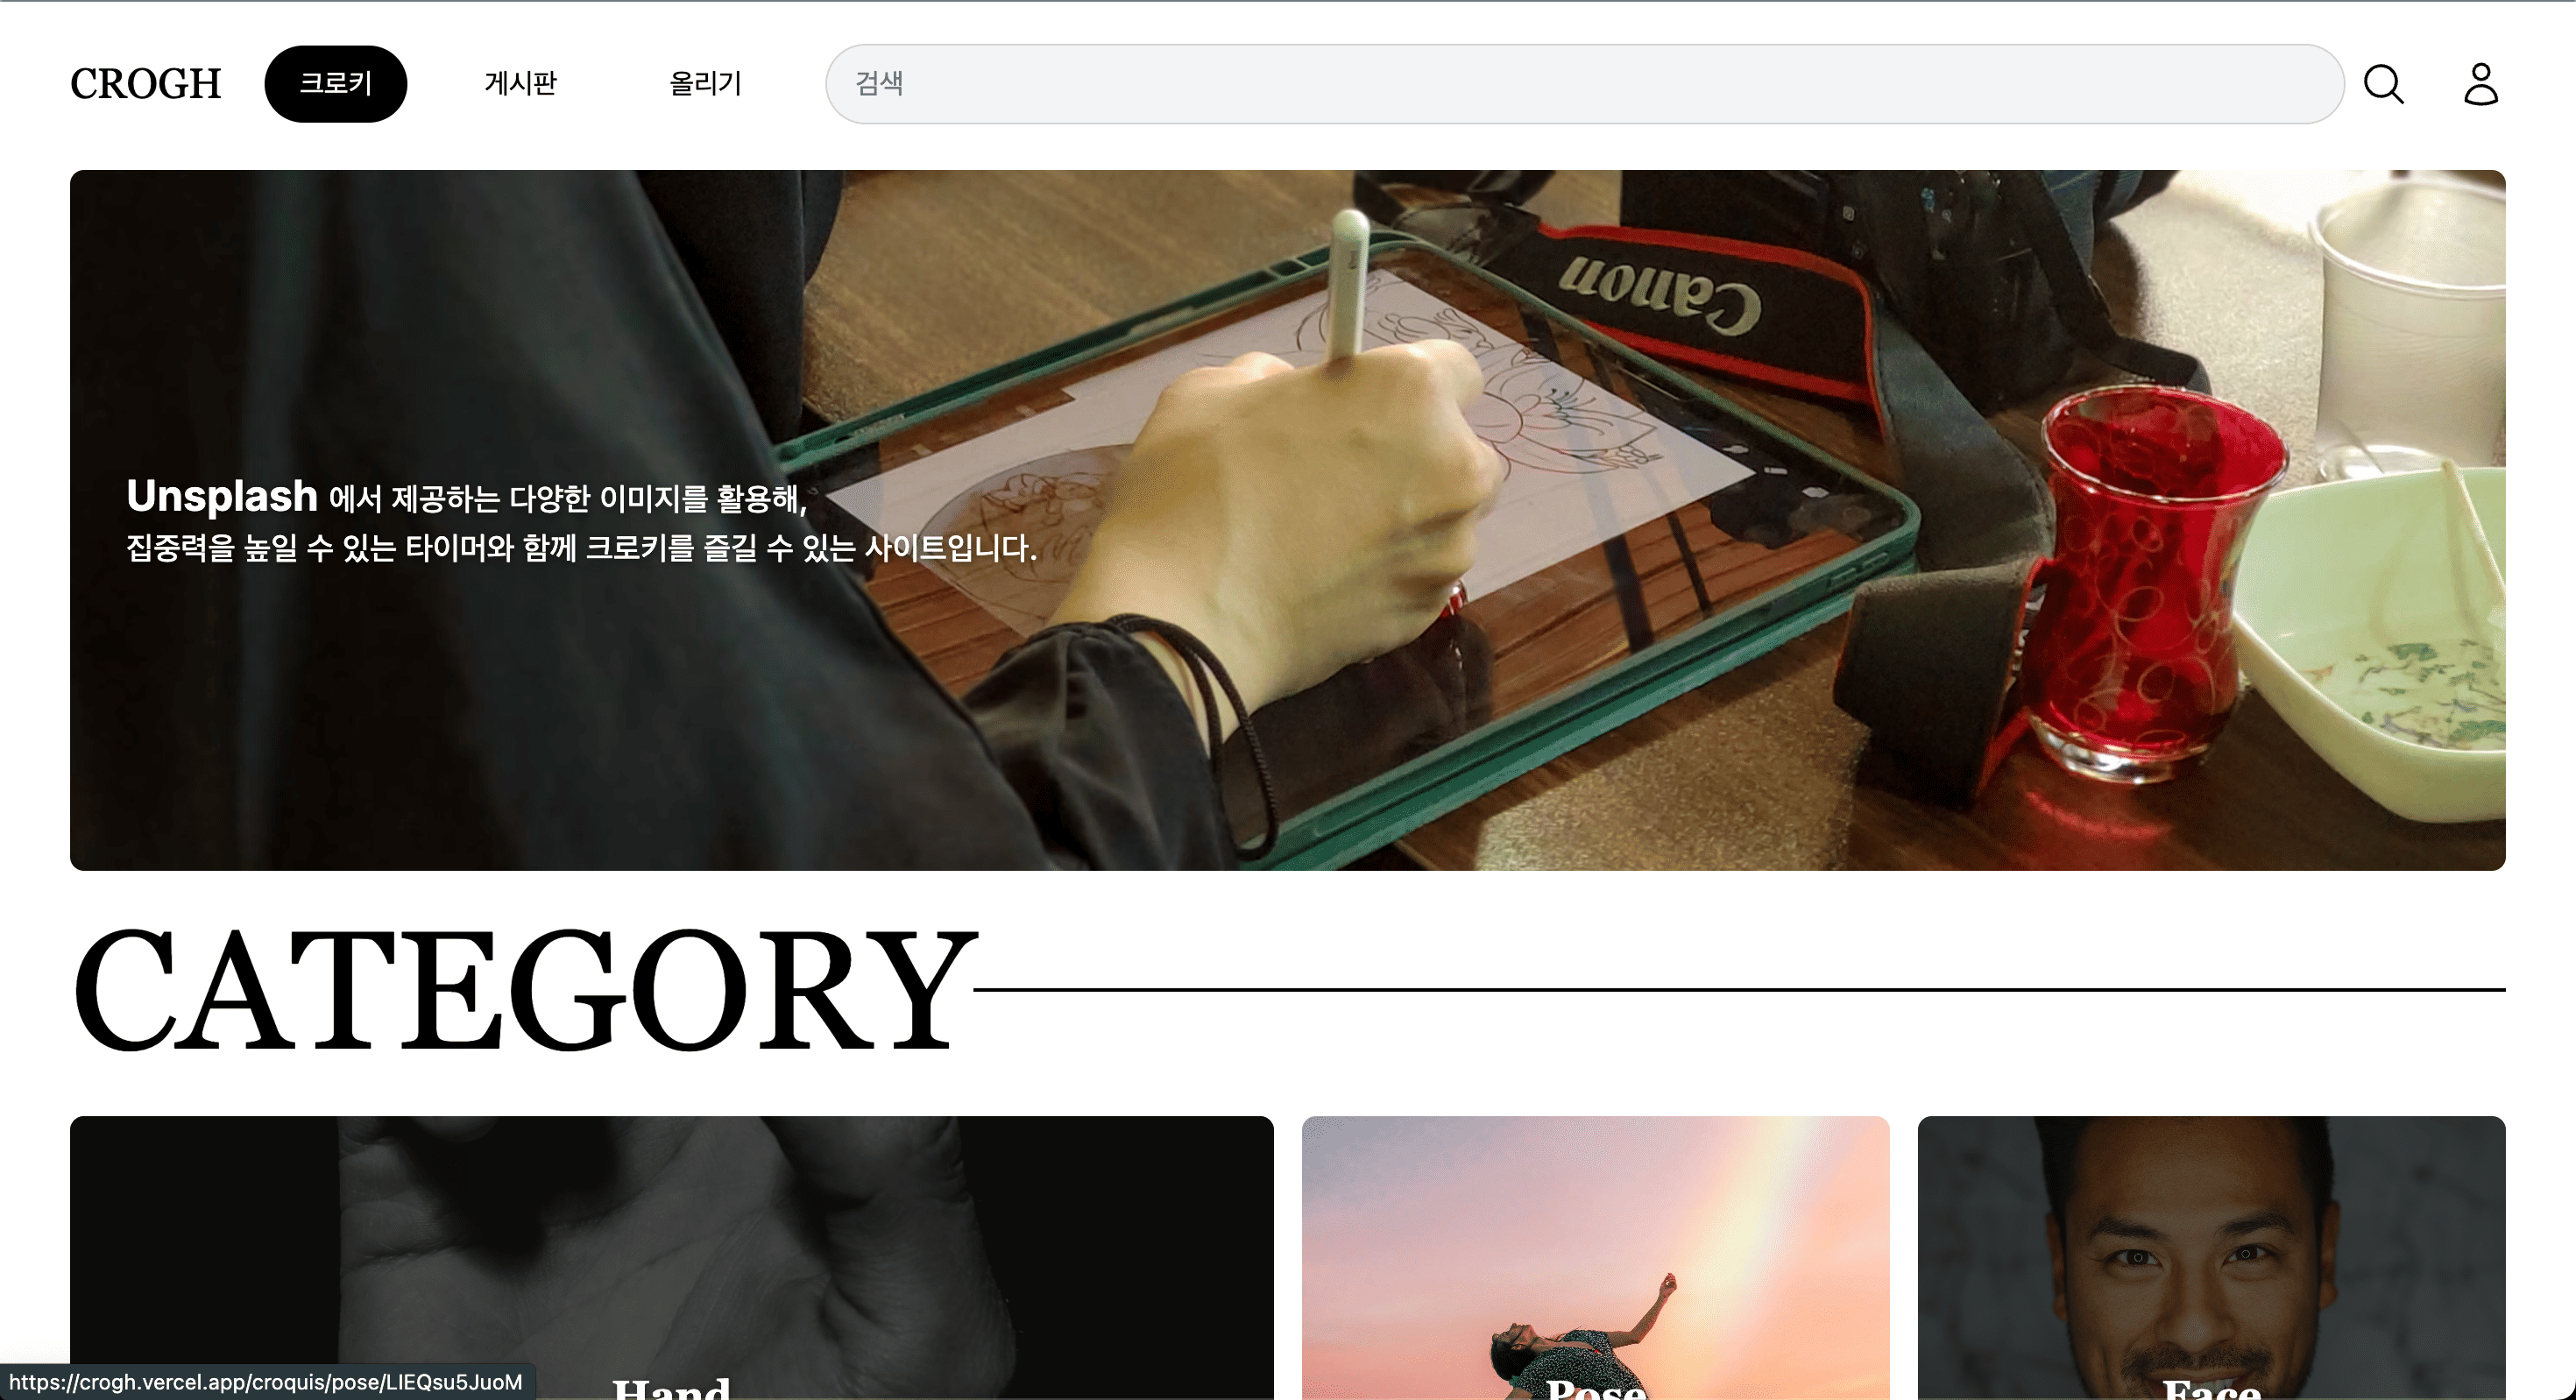 CROGH 크로키 게시판 올리기 검색
Canon
Unsplash 에서 제공하는 다양한 이미지를 활용해,
집중력을 높일 수 있는 타이머와 함께 크로키를 즐길 수 있는 사이트입니다.
CATEGORY
Hand Pose Face
https://crogh.vercel.app/croquis/pose/LIEQsu5JuoM